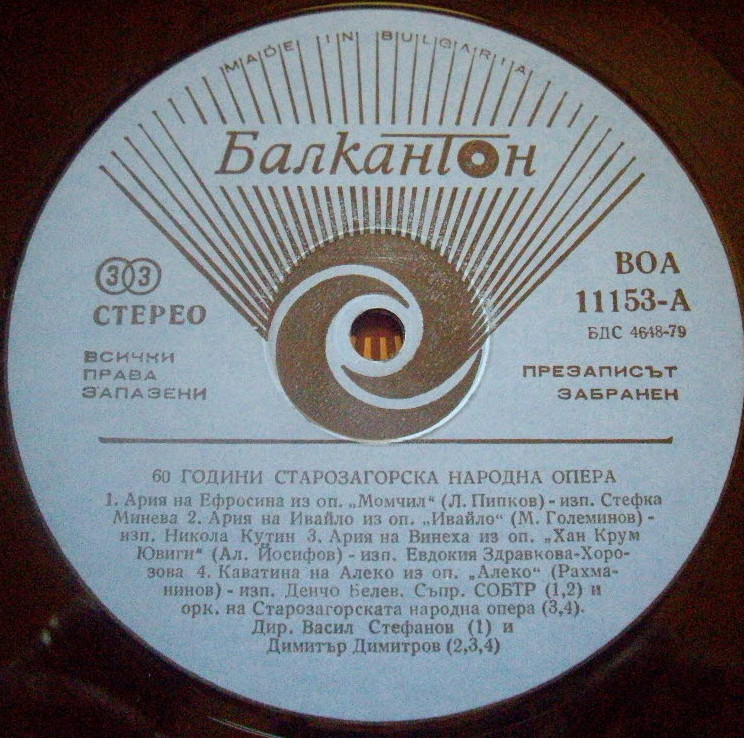 MADE IN BULGARIA
Балкантон
33
СТЕРЕО
ВСИЧКИ
ПРАВА
ЗАПАЗЕНИ
ВОА
11153-А
БДС 4648-79
ПРЕЗАПИСЪТ
ЗАБРАНЕН
60 ГОДИНИ СТАРОЗАГОРСКА НАРОДНА ОПЕРА
1. Ария на Ефросина из оп. „Момчил“ (Л. Пипков) - изп. Стефка
Минева 2. Ария на Ивайло из оп. „Ивайло“ (М. Големинов) -
изп. Никола Кутин 3. Ария на Винеха из оп. „Хан Крум
Ювиги“ (Ал. Йосифов) - изп. Евдокия Здравкова-Хоро-
зова 4. Каватина на Алеко из оп. „Алеко“ (Рахма-
нинов) - изп. Денчо Белев. Съпр. СОБТР (1,2) и
орк. на Старозагорската народна опера (3,4).
Дир. Васил Стефанов (1) и
Димитър Димитров (2,3,4)